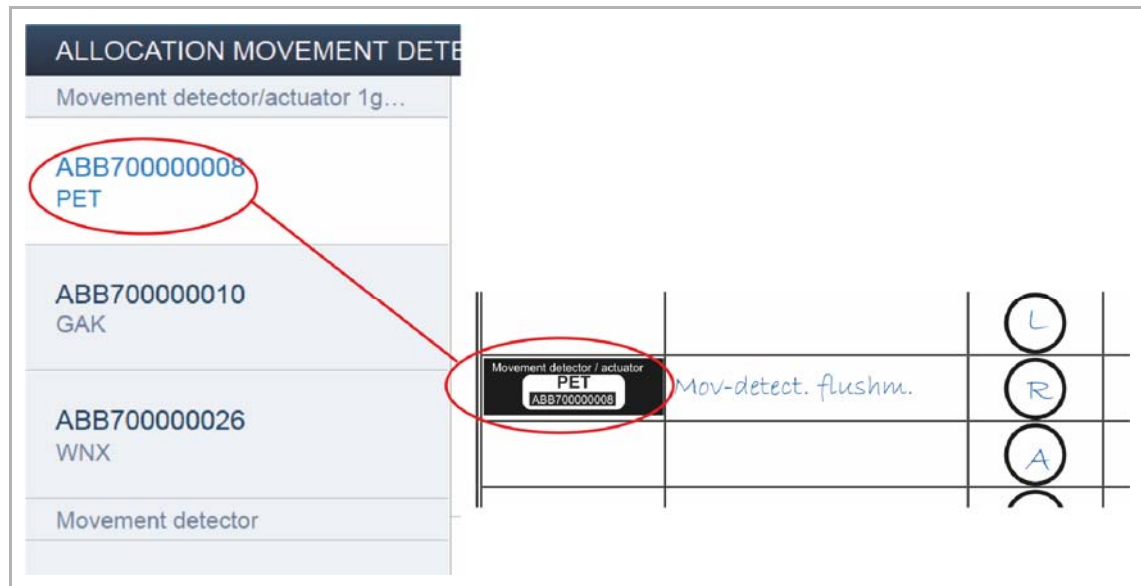 ALLOCATION MOVEMENT DETE
Movement detector/actuator 1g...
ABB700000008
PET
ABB700000010
GAK
ABB700000026
WNX
Movement detector
L
Movement detector / actuator
PET
ABB700000008
Mov-detect. flushm.
R
A